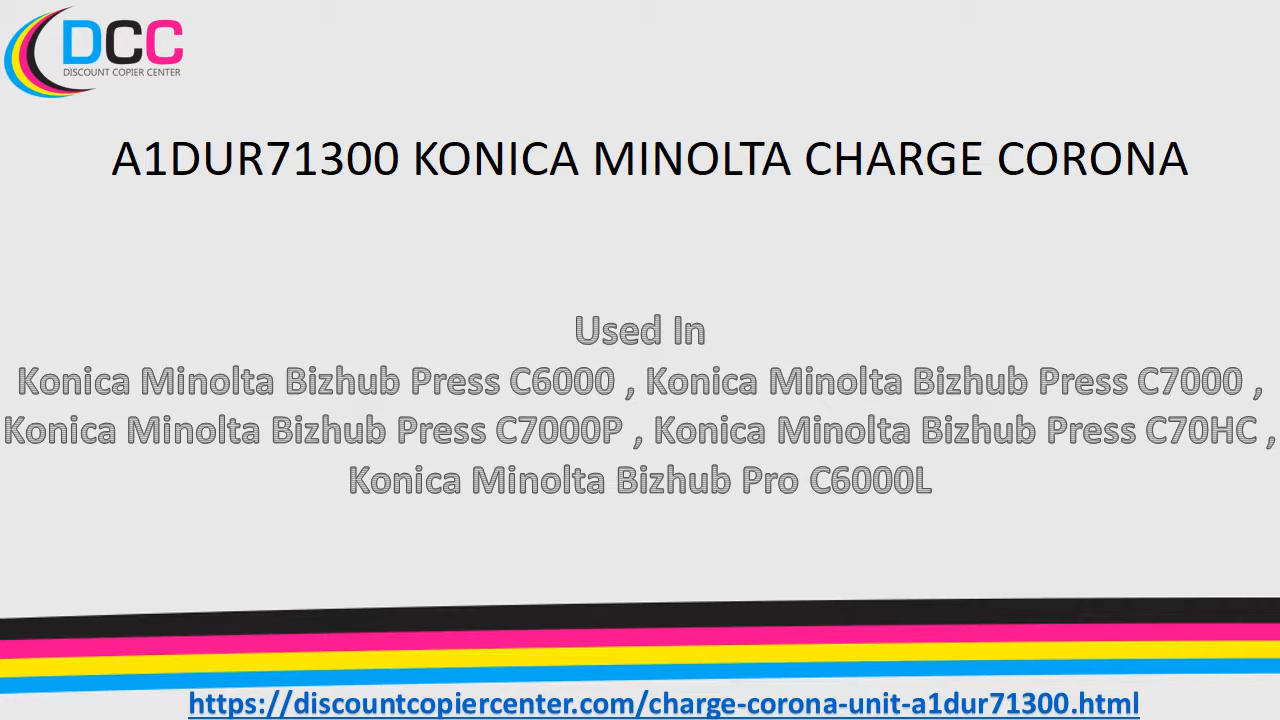 DCC
DISCOUNT COPIER CENTER
A1DUR71300 KONICA MINOLTA CHARGE CORONA
Used In
Konica Minolta Bizhub Press C6000 , Konica Minolta Bizhub Press C7000 ,
Konica Minolta Bizhub Press C7000P , Konica Minolta Bizhub Press C70HC ,
Konica Minolta Bizhub Pro C6000L
https://discountcopiercenter.com/charge-corona-unit-a1dur71300.html